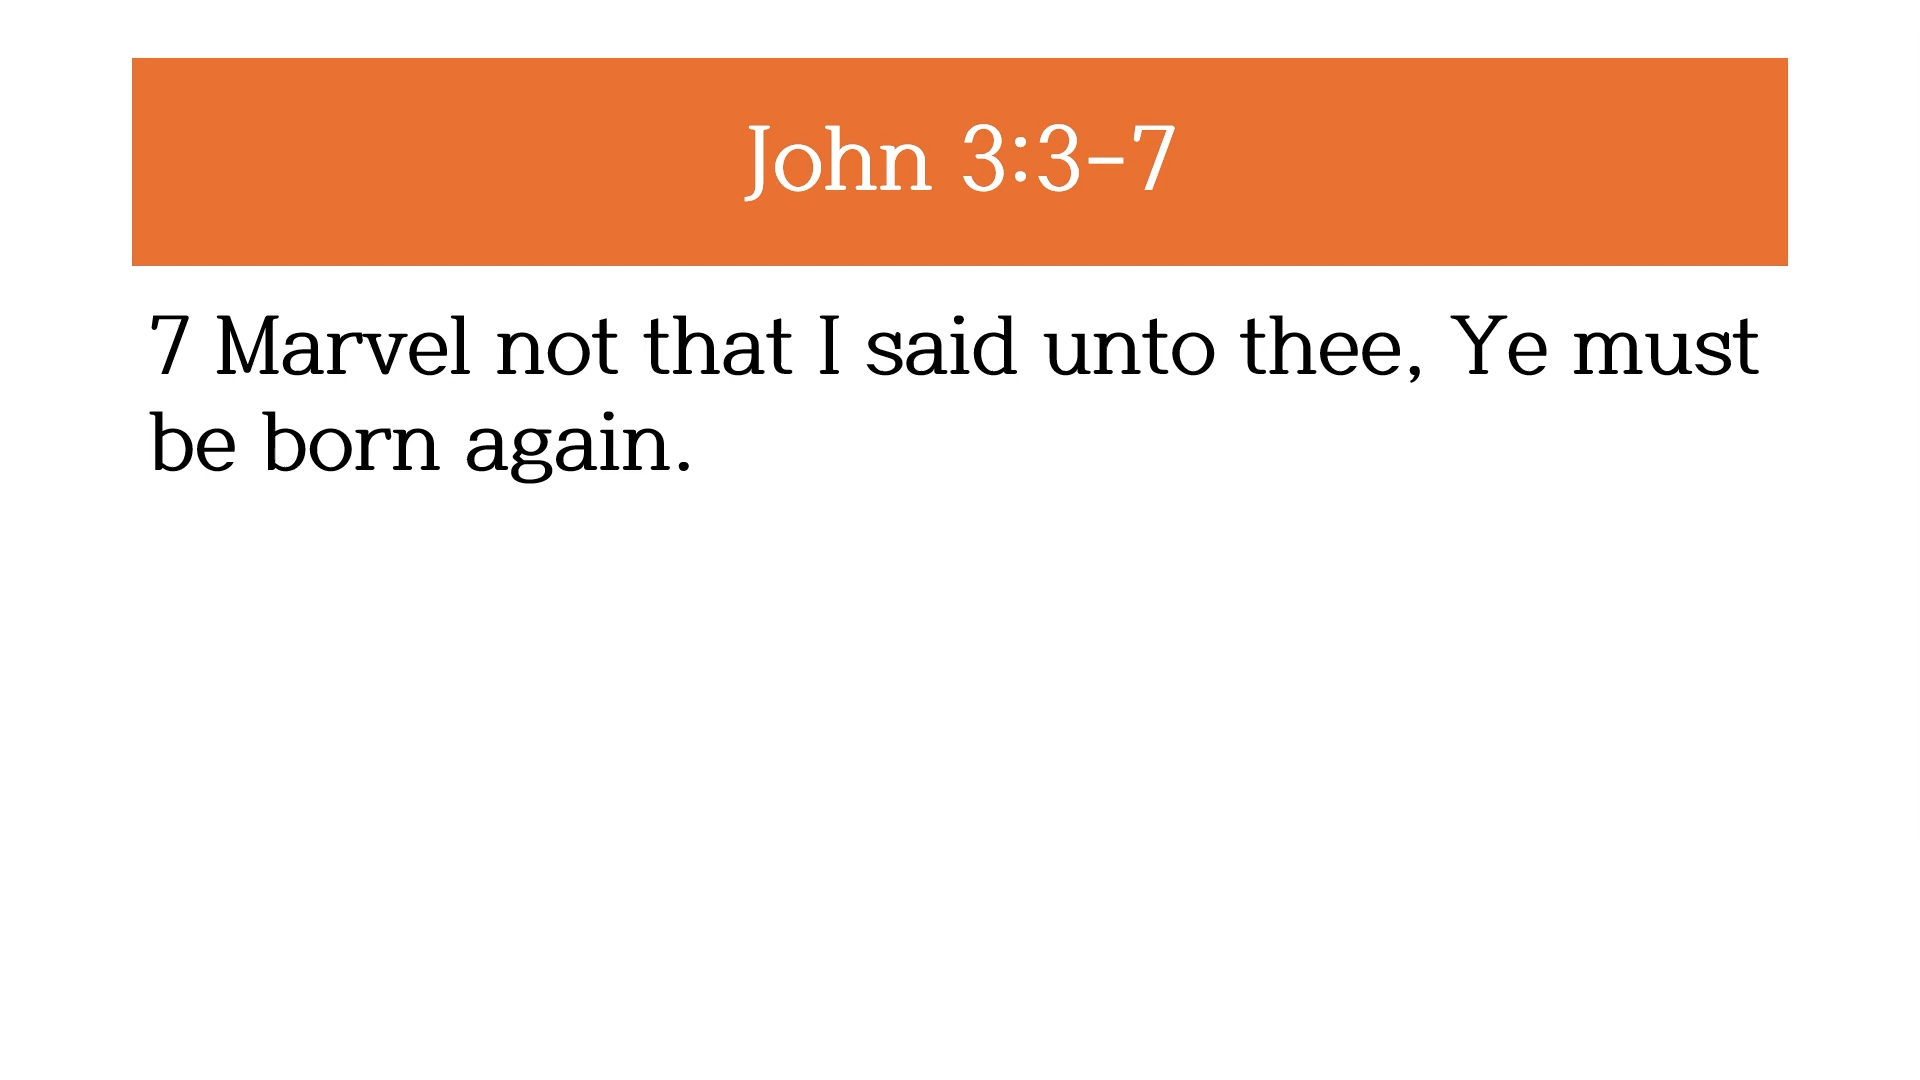 John 3:3-7
7 Marvel not that I said unto thee, Ye must
be born again.